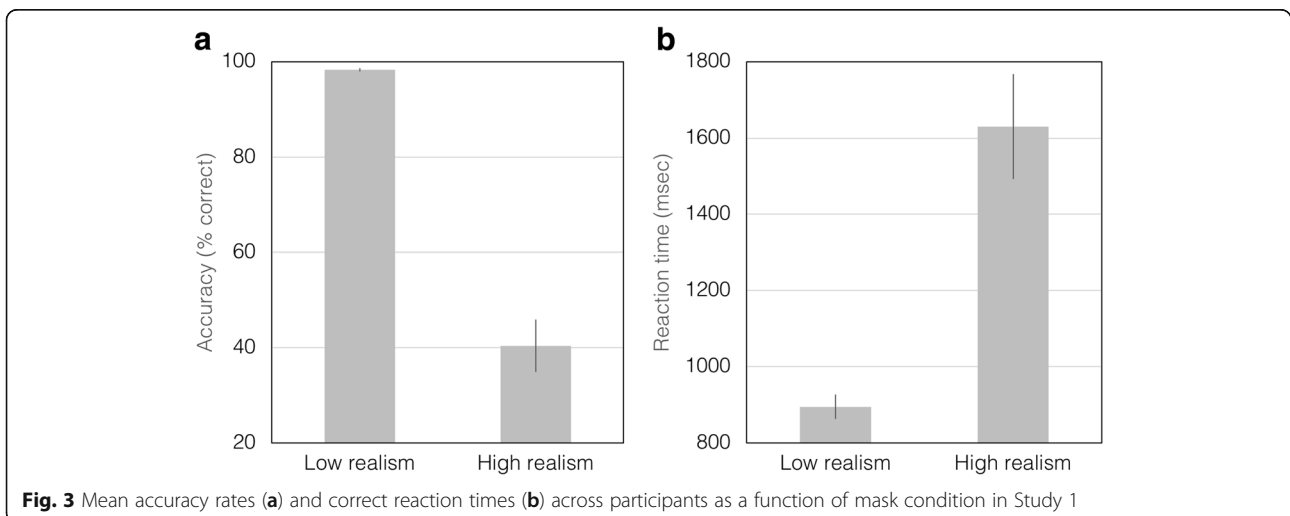 a
100
80
60
40
20
Accuracy (% correct)
Low realism High realism
b
1800
1600
1400
1200
1000
800
Reaction time (msec)
Low realism High realism
Fig. 3 Mean accuracy rates (a) and correct reaction times (b) across participants as a function of mask condition in Study 1